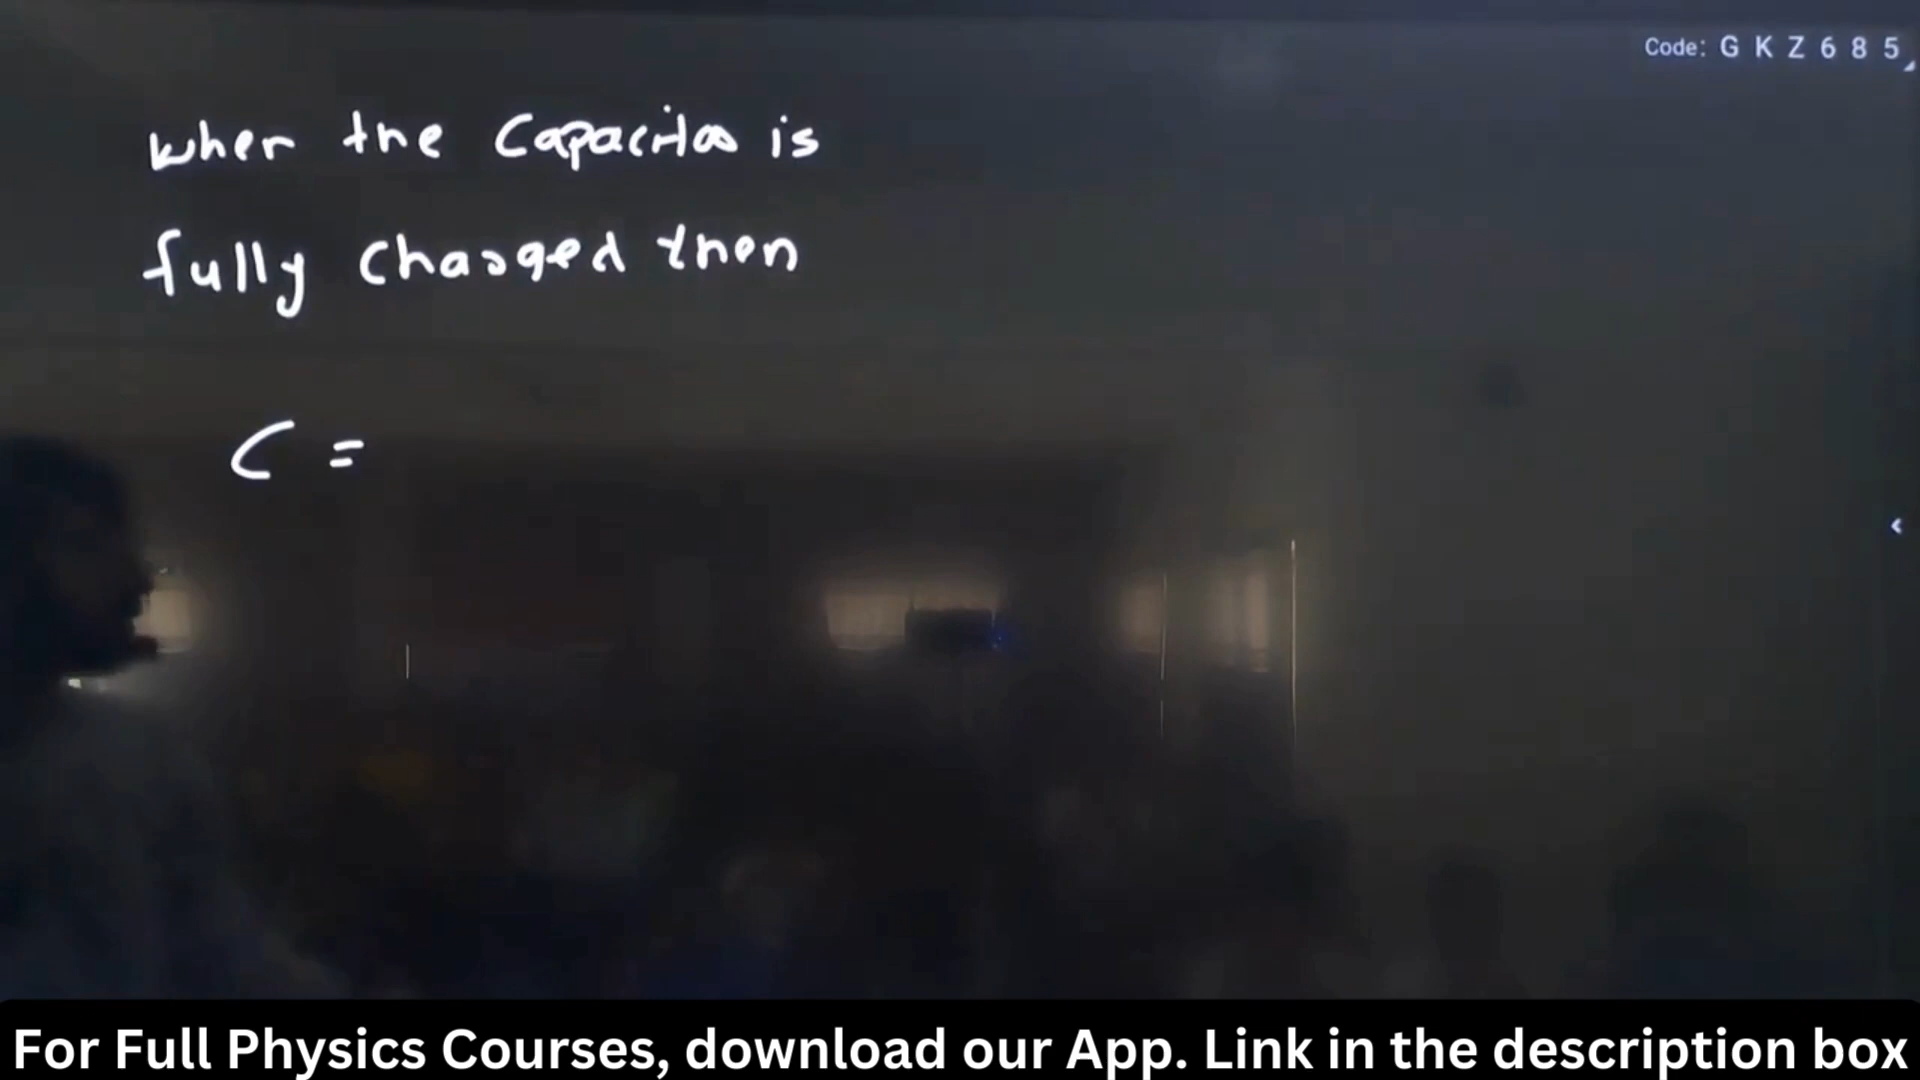 Code: G K Z 6 8 5
when the Capacitor is
fully charged then
C =
For Full Physics Courses, download our App. Link in the description box